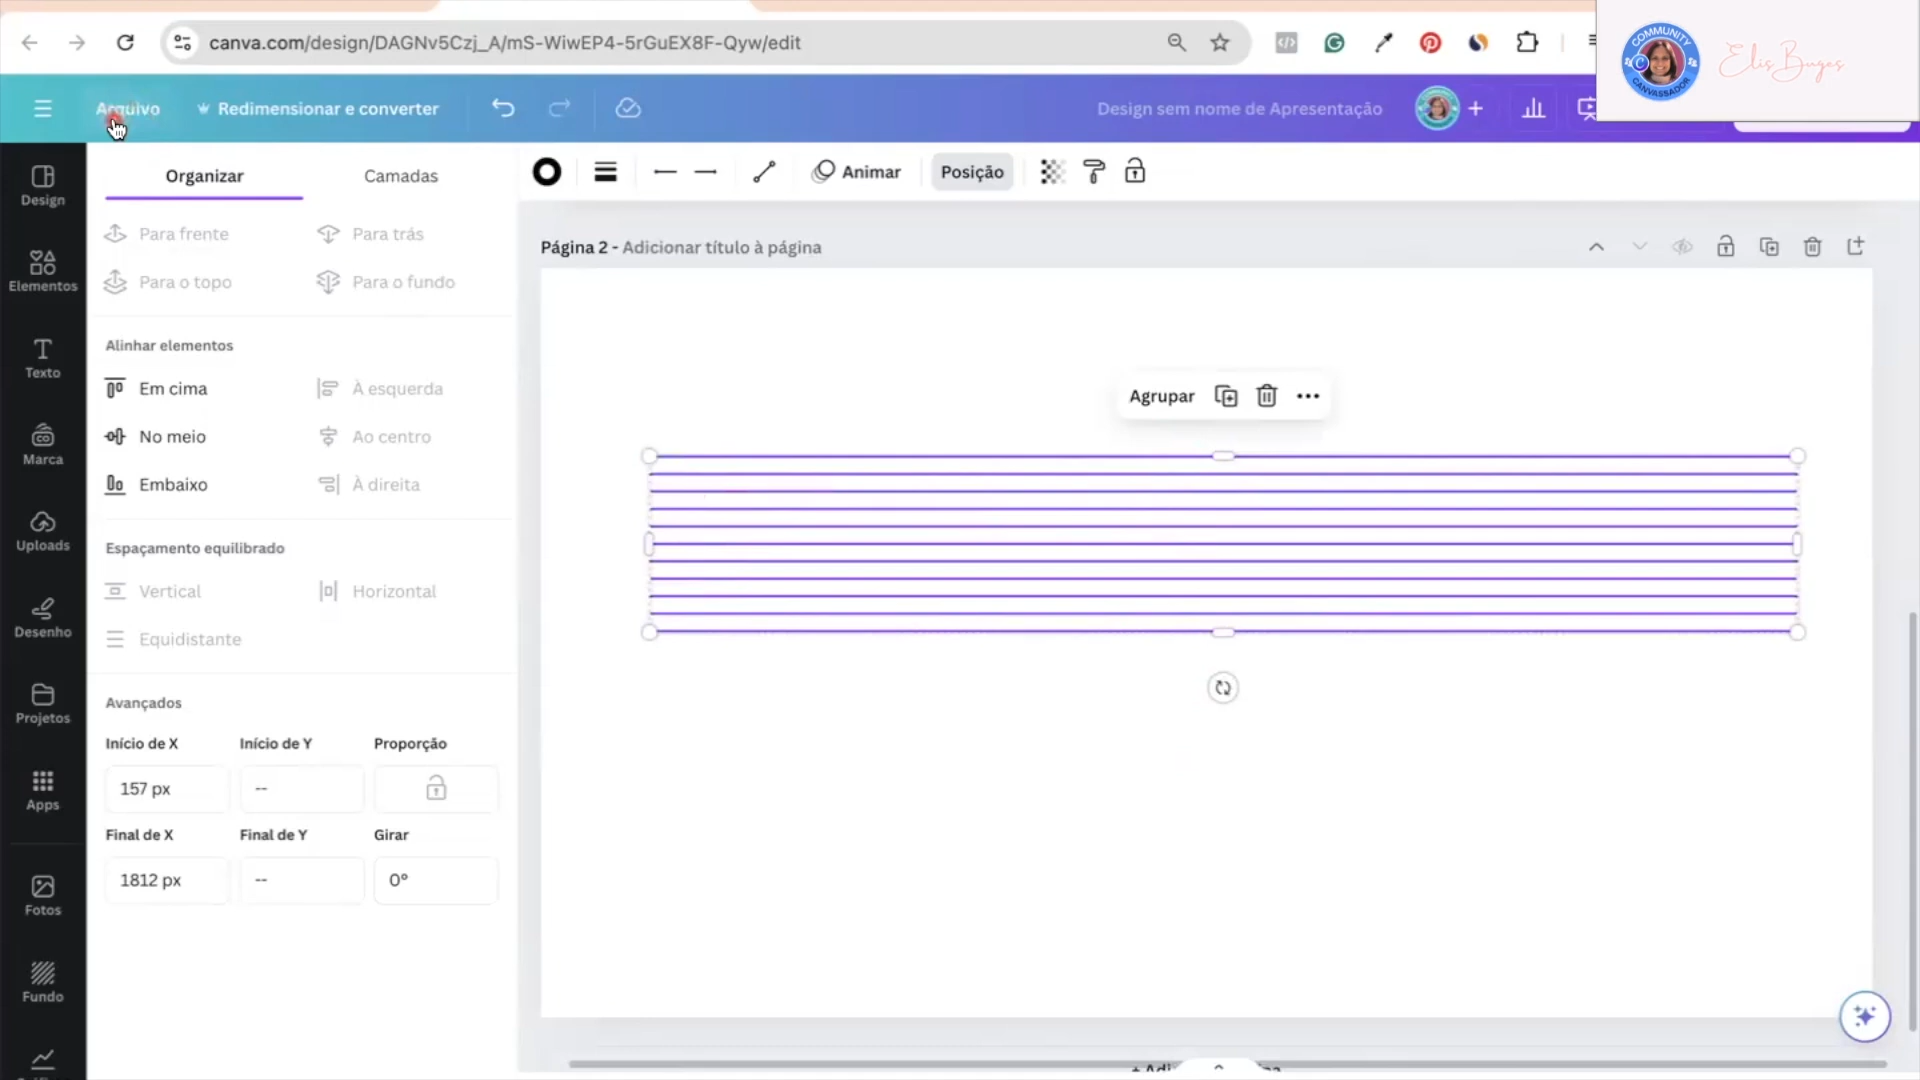 canva.com/design/DAGNv5Czj_A/mS-WiwEP4-5rGuEX8F-Qyw/edit
COMMUNITY
CANVASSADOR
Elis Buges
Arquivo
Redimensionar e converter
Design sem nome de Apresentação
Design
Elementos
Texto
Marca
Uploads
Desenho
Projetos
Apps
Fotos
Fundo
Organizar
Camadas
Para frente
Para trás
Para o topo
Para o fundo
Alinhar elementos
Em cima
À esquerda
No meio
Ao centro
Embaixo
À direita
Espaçamento equilibrado
Vertical
Horizontal
Equidistante
Avançados
Início de X
Início de Y
Proporção
157 px
--
Final de X
Final de Y
Girar
1812 px
--
0°
Animar
Posição
Página 2 - Adicionar título à página
Agrupar